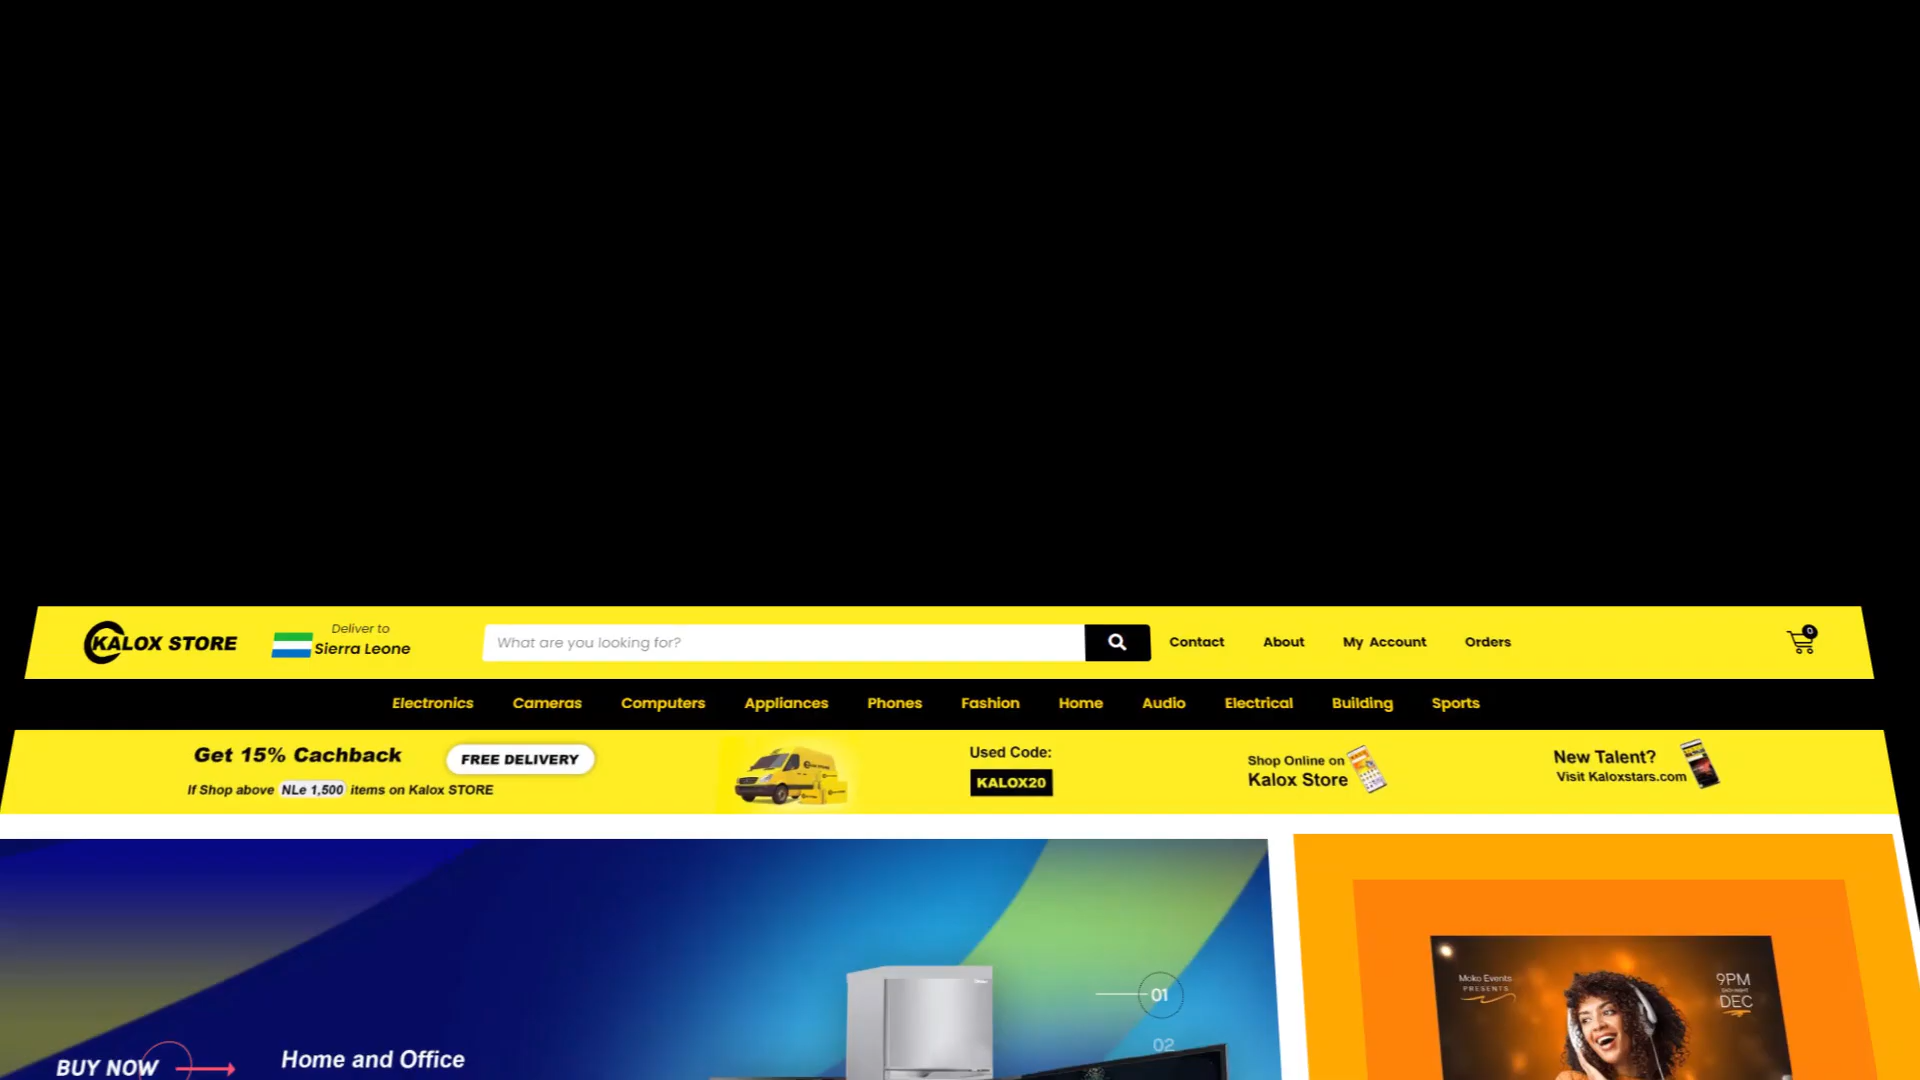 KALOX STORE
Deliver to
Sierra Leone
What are you looking for?
Contact
About
My Account
Orders
0
Electronics
Cameras
Computers
Appliances
Phones
Fashion
Home
Audio
Electrical
Building
Sports
Get 15% Cachback
FREE DELIVERY
If Shop above NLe 1,500 items on Kalox STORE
Used Code:
KALOX20
Shop Online on
Kalox Store
New Talent?
Visit Kaloxstars.com
BUY NOW
Home and Office
01
02
Moko Events
PRESENTS
9PM
DEC